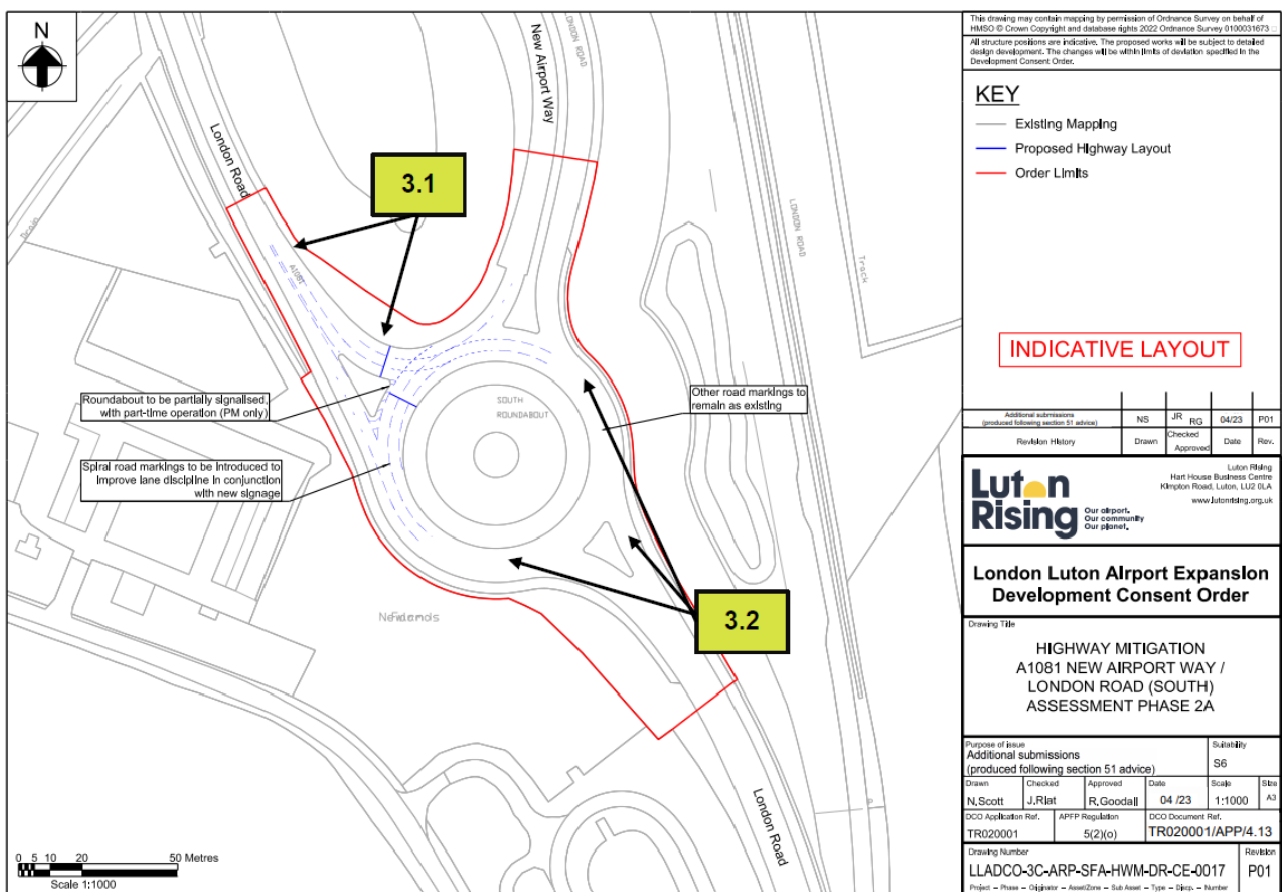 N
London Road
New Airport Way
LONDON ROAD
3.1
A1081
Drain
LONDON ROAD
Track
Roundabout to be partially signalised,
with part-time operation (PM only)
SOUTH
ROUNDABOUT
Other road markings to
remain as existing
Spiral road markings to be introduced to
improve lane discipline in conjunction
with new signage
3.2
London Road
0 5 10 20 50 Metres
Scale 1:1000
This drawing may contain mapping by permission of Ordnance Survey on behalf of
HMSO © Crown Copyright and database rights 2022 Ordnance Survey 0100031673
All structure positions are indicative. The proposed works will be subject to detailed
design development. The changes will be within limits of deviation specified in the
Development Consent Order.
KEY
Existing Mapping
Proposed Highway Layout
Order Limits
INDICATIVE LAYOUT
Additional submissions
(produced following section 51 advice)
NS
JR
RG
04/23
P01
Revision History
Drawn
Checked
Approved
Date
Rev.
Luton
Rising
Our airport.
Our community
Our planet.
Luton Rising
Hart House Business Centre
Kimpton Road, Luton, LU2 0LA
www.lutonrising.org.uk
London Luton Airport Expansion
Development Consent Order
Drawing Title
HIGHWAY MITIGATION
A1081 NEW AIRPORT WAY /
LONDON ROAD (SOUTH)
ASSESSMENT PHASE 2A
Purpose of issue
Additional submissions
(produced following section 51 advice)
Suitability
S6
Drawn
N.Scott
Checked
J.Riat
Approved
R.Goodall
Date
04 /23
Scale
1:1000
Size
A3
DCO Application Ref.
TR020001
APFP Regulation
5(2)(o)
DCO Document Ref.
TR020001/APP/4.13
Drawing Number
LLADCO-3C-ARP-SFA-HWM-DR-CE-0017
Revision
P01
Project – Phase – Originator – Asset/Zone – Sub Asset – Type – Discp. – Number